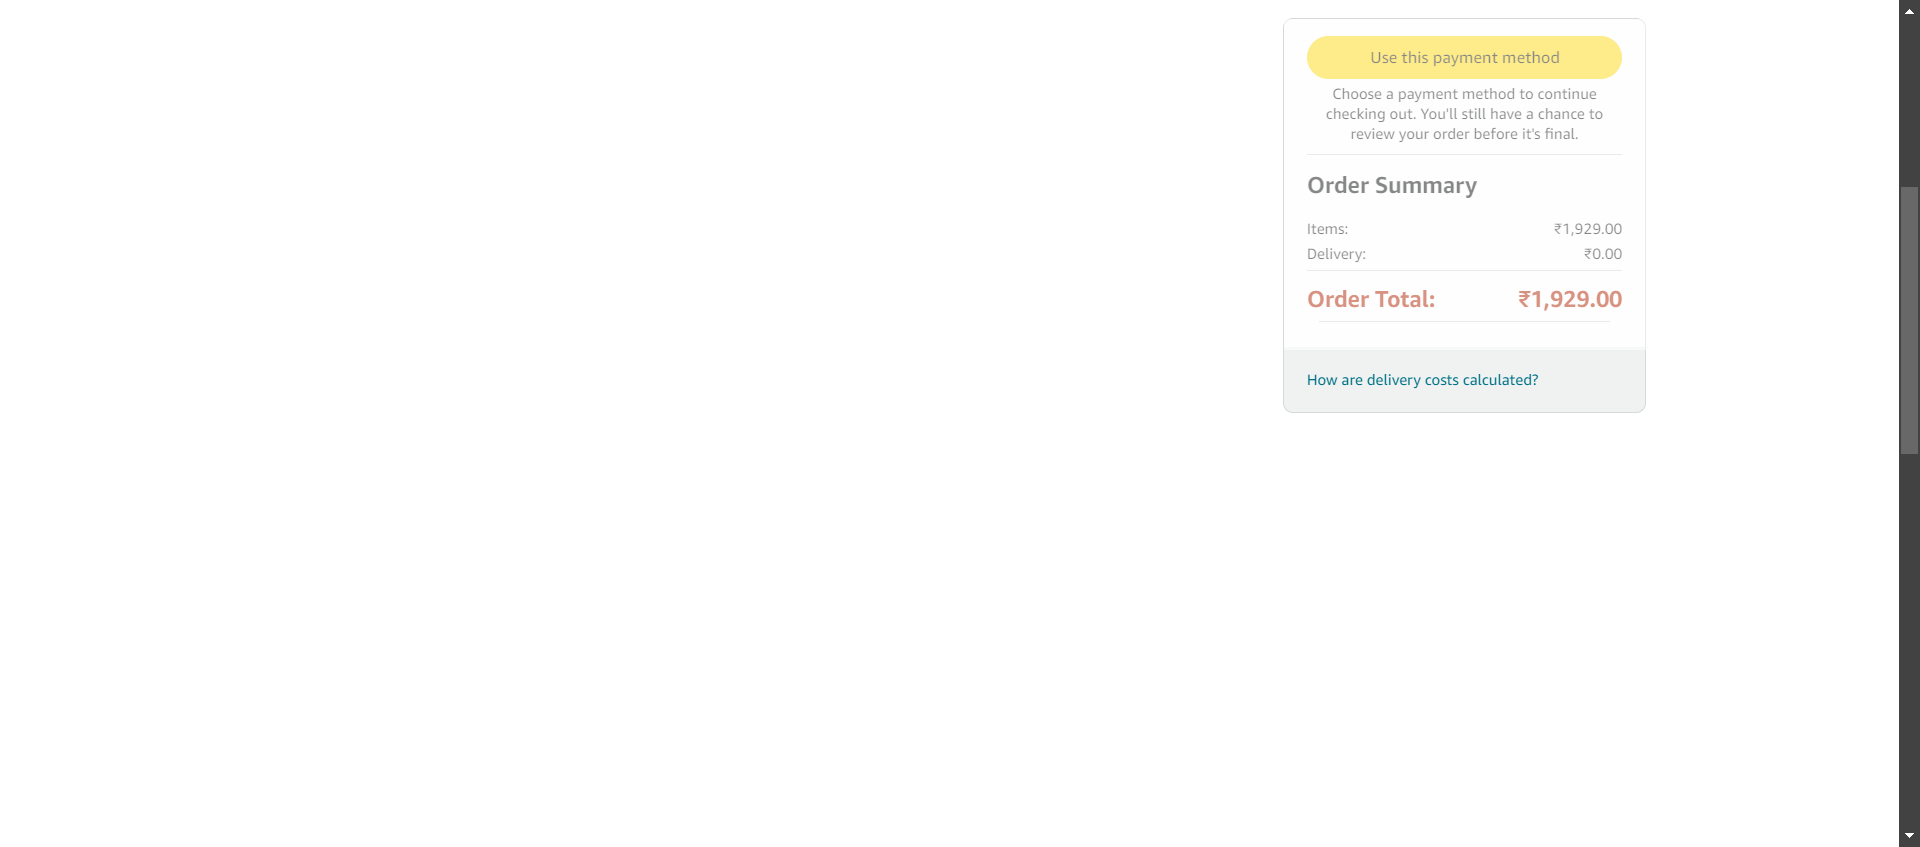 Use this payment method
Choose a payment method to continue
checking out. You'll still have a chance to
review your order before it's final.
Order Summary
Items: ₹1,929.00
Delivery: ₹0.00
Order Total: ₹1,929.00
How are delivery costs calculated?